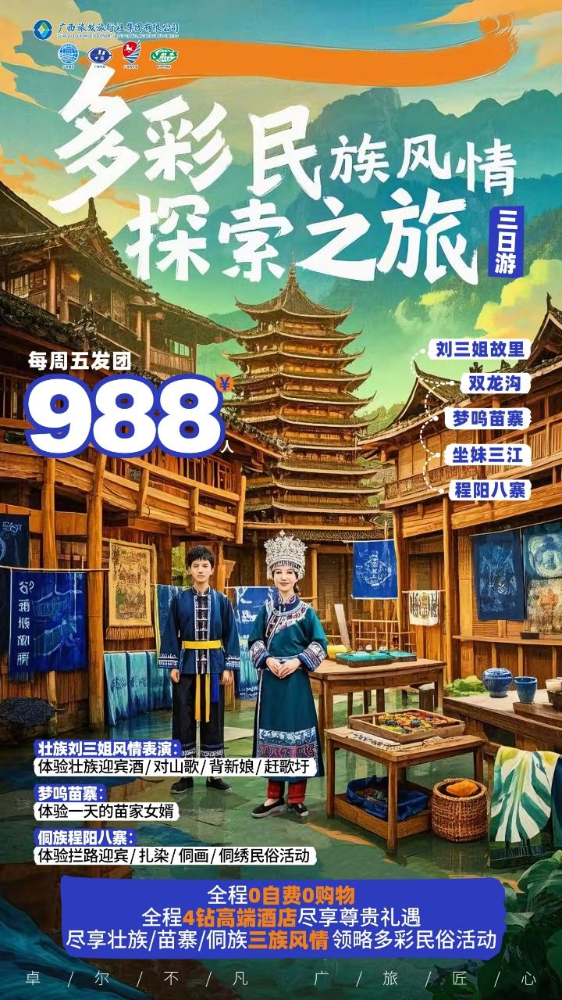 广西旅发旅行社集团有限公司
多彩民族风情
探索之旅
三日游
每周五发团
988
¥
人
刘三姐故里
双龙沟
梦呜苗寨
坐妹三江
程阳八寨
壮族刘三姐风情表演:
体验壮族迎宾酒/对山歌/背新娘/赶歌圩
梦呜苗寨:
体验一天的苗家女婿
侗族程阳八寨:
体验拦路迎宾/扎染/侗画/侗绣民俗活动
全程0自费0购物
全程4钻高端酒店尽享尊贵礼遇
尽享壮族/苗寨/侗族三族风情 领略多彩民俗活动
卓/尔/不/凡 广/旅/匠/心